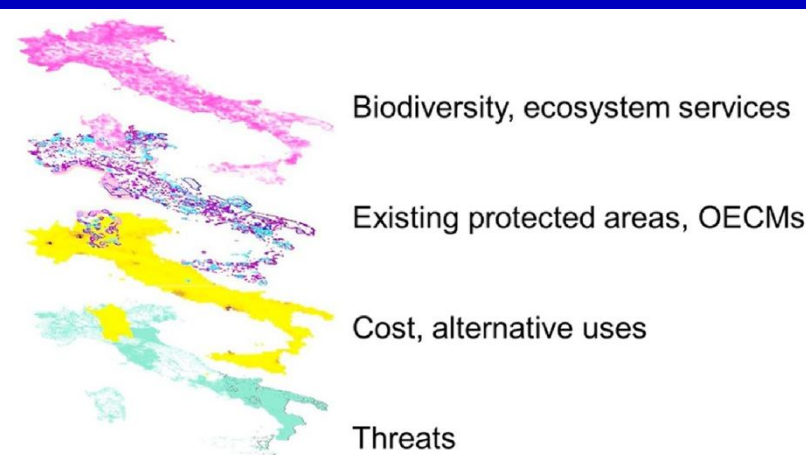 Biodiversity, ecosystem services
Existing protected areas, OECMs
Cost, alternative uses
Threats